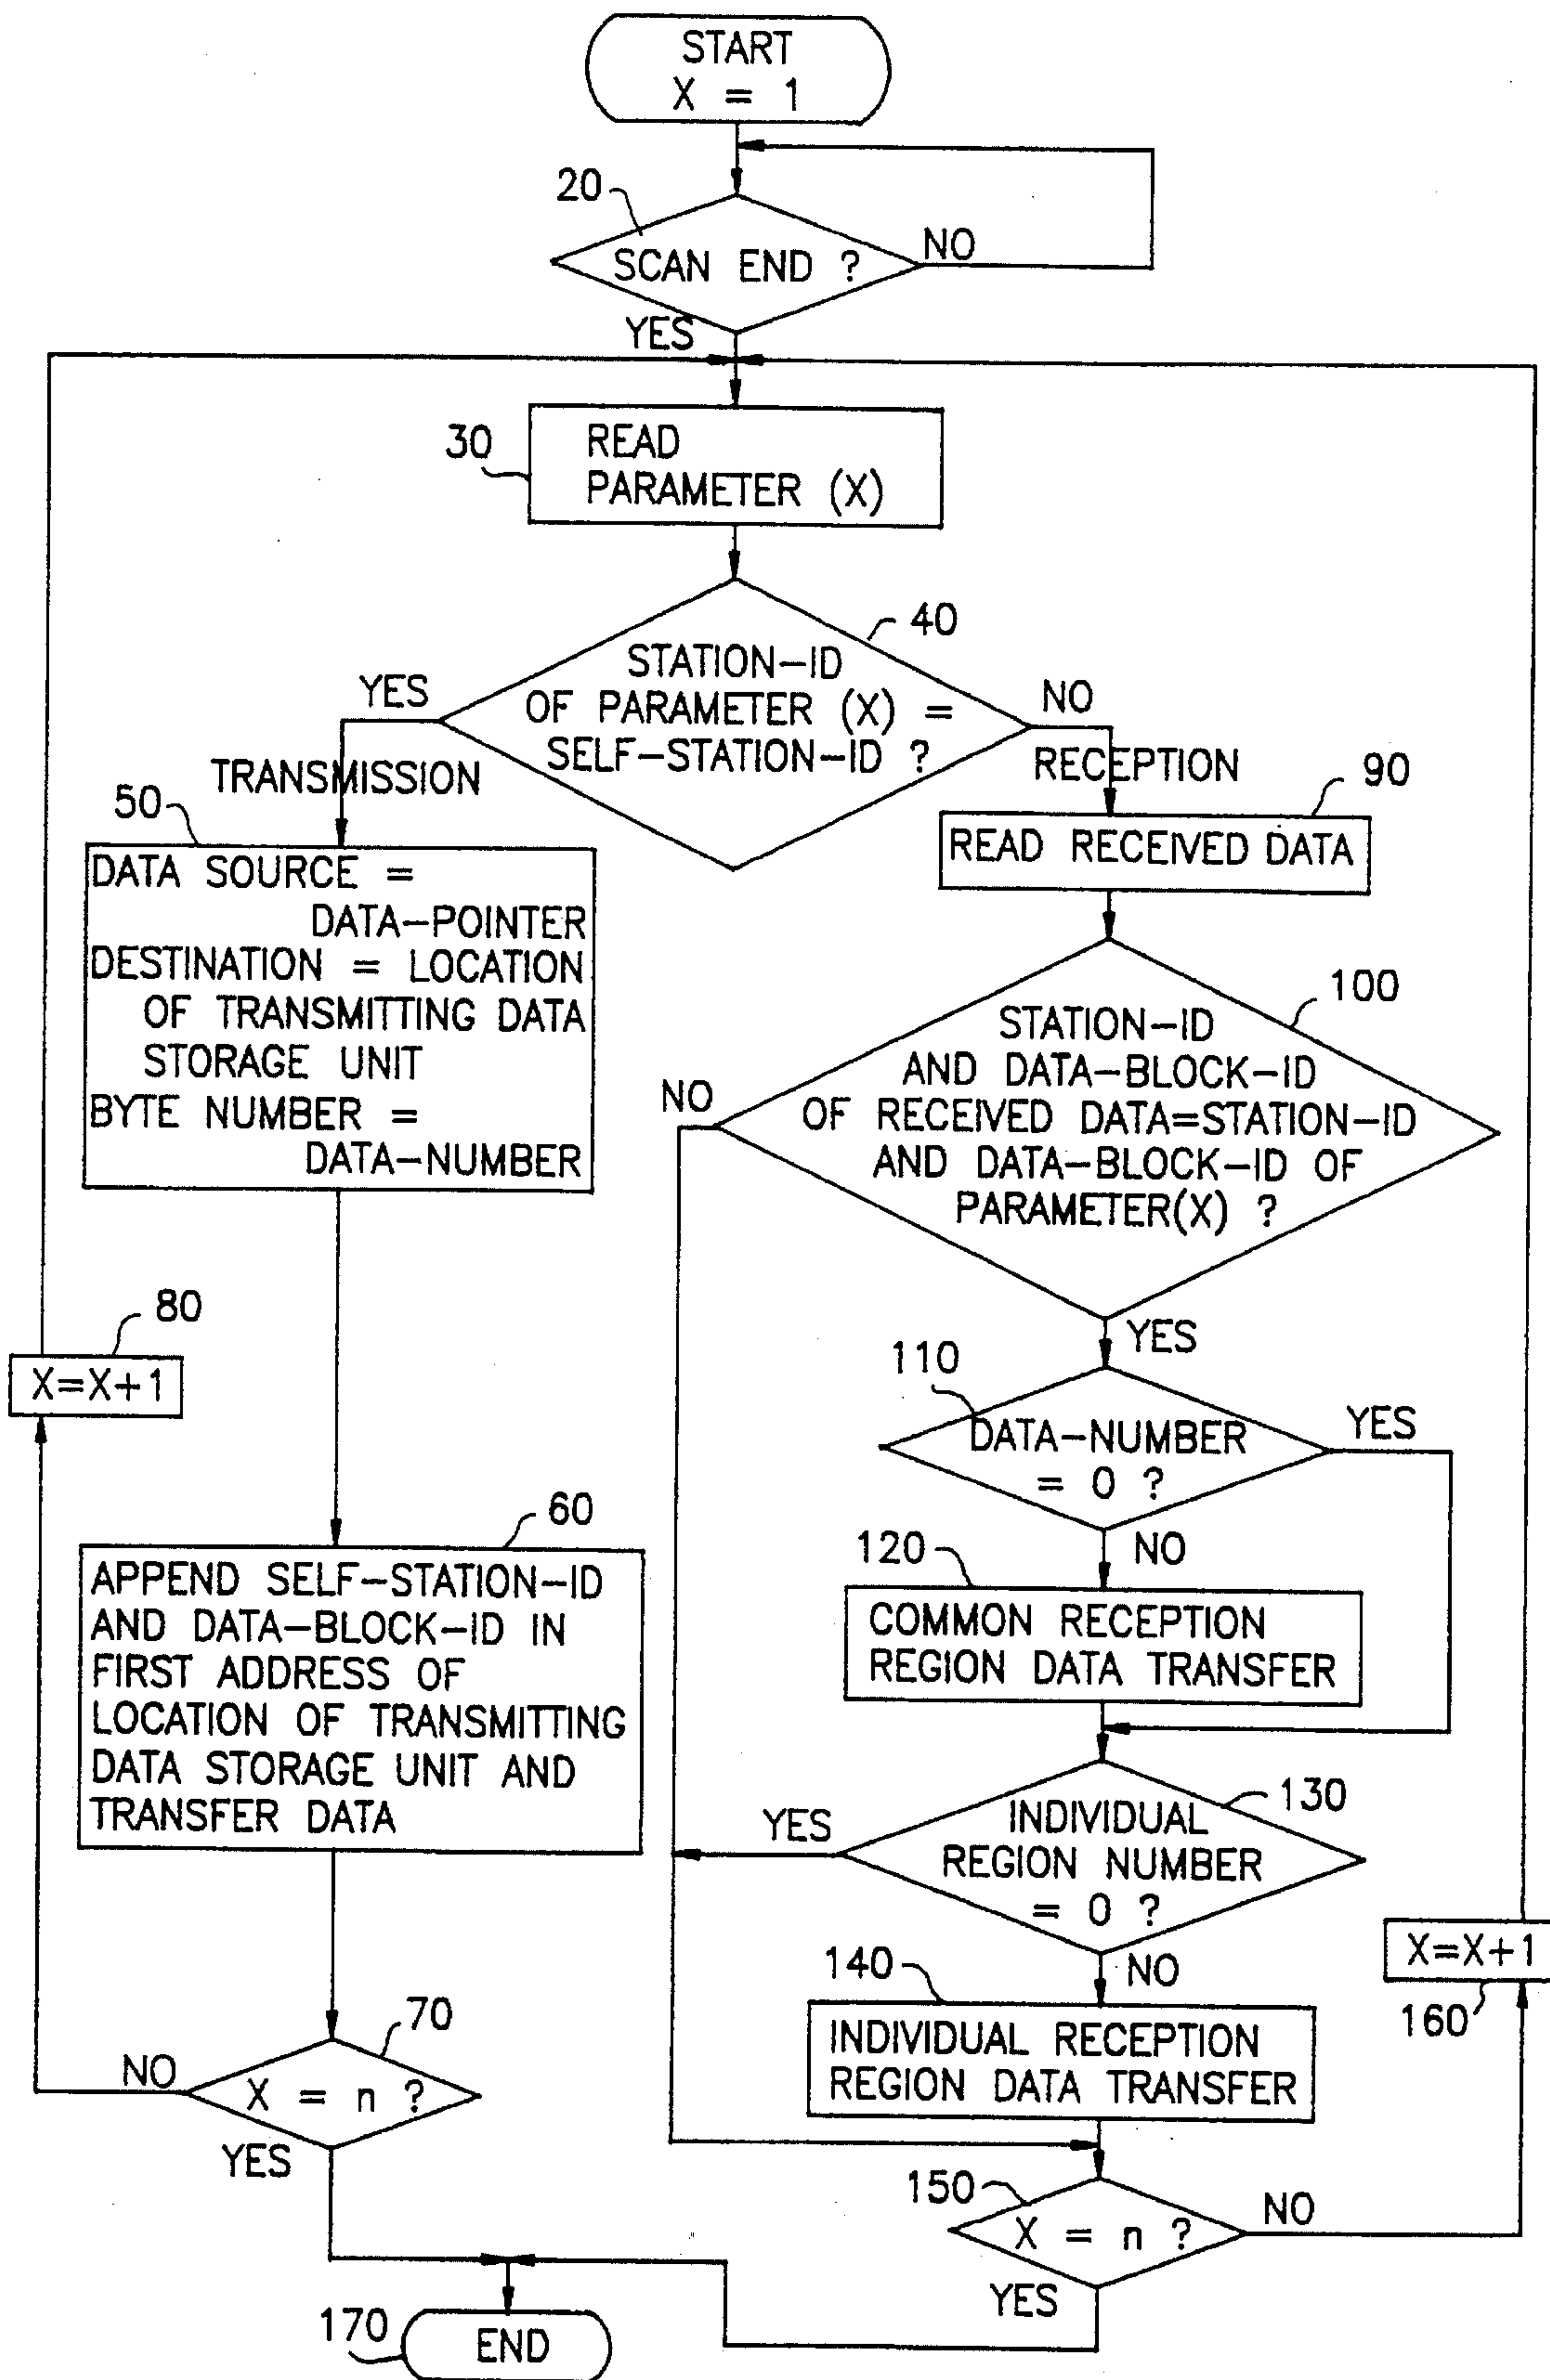 START
X = 1
20
SCAN END ?
NO
YES
30
READ
PARAMETER (X)
40
STATION-ID
OF PARAMETER (X) =
SELF-STATION-ID ?
YES
NO
TRANSMISSION
RECEPTION
50
DATA SOURCE =
DATA-POINTER
DESTINATION = LOCATION
OF TRANSMITTING DATA
STORAGE UNIT
BYTE NUMBER =
DATA-NUMBER
90
READ RECEIVED DATA
100
STATION-ID
AND DATA-BLOCK-ID
OF RECEIVED DATA=STATION-ID
AND DATA-BLOCK-ID OF
PARAMETER(X) ?
NO
YES
80
X=X+1
110
DATA-NUMBER
= 0 ?
YES
NO
60
APPEND SELF-STATION-ID
AND DATA-BLOCK-ID IN
FIRST ADDRESS OF
LOCATION OF TRANSMITTING
DATA STORAGE UNIT AND
TRANSFER DATA
120
COMMON RECEPTION
REGION DATA TRANSFER
130
INDIVIDUAL
REGION NUMBER
= 0 ?
YES
NO
140
INDIVIDUAL RECEPTION
REGION DATA TRANSFER
X=X+1
160
70
X = n ?
NO
YES
150
X = n ?
NO
YES
170
END